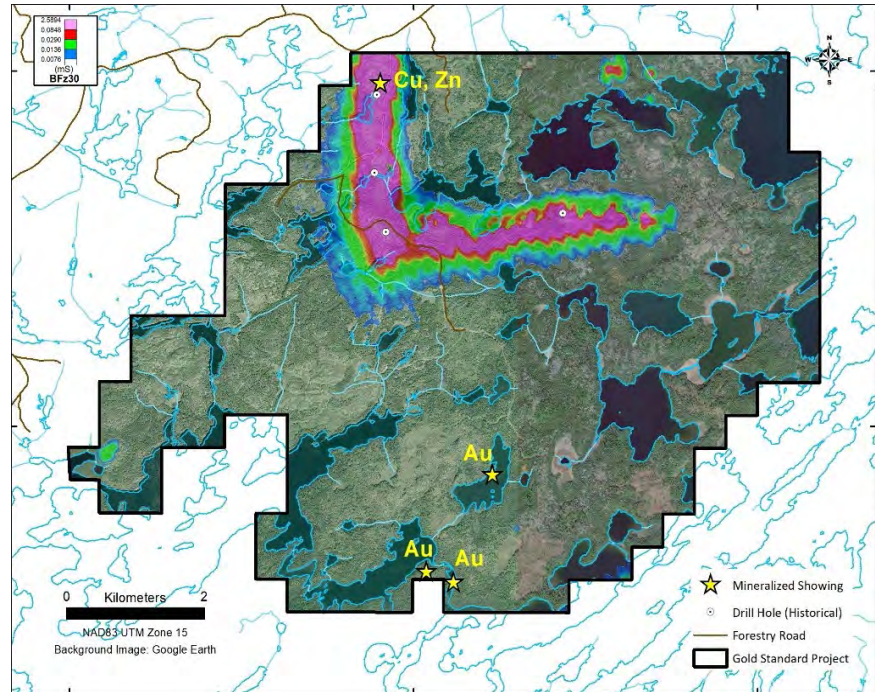 2.5894
0.0848
0.0290
0.0136
0.0076
(mS)
BFz30
N
W E
S
Cu, Zn
Au
Au
Au
0 Kilometers 2
NAD83 UTM Zone 15
Background Image: Google Earth
Mineralized Showing
Drill Hole (Historical)
Forestry Road
Gold Standard Project